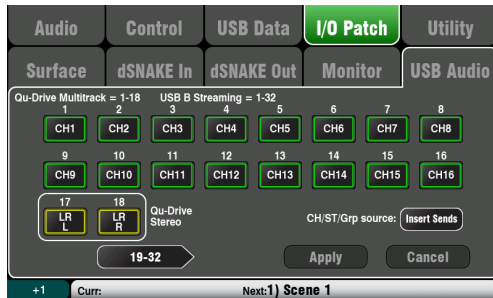 Audio Control USB Data I/O Patch Utility
Surface dSNAKE In dSNAKE Out Monitor USB Audio
Qu-Drive Multitrack = 1-18 USB B Streaming = 1-32
1 2 3 4 5 6 7 8
CH1 CH2 CH3 CH4 CH5 CH6 CH7 CH8
9 10 11 12 13 14 15 16
CH9 CH10 CH11 CH12 CH13 CH14 CH15 CH16
17 18
LR LR Qu-Drive
L R Stereo
CH/ST/Grp source: Insert Sends
19-32 Apply Cancel
+1 Curr: Next:1) Scene 1